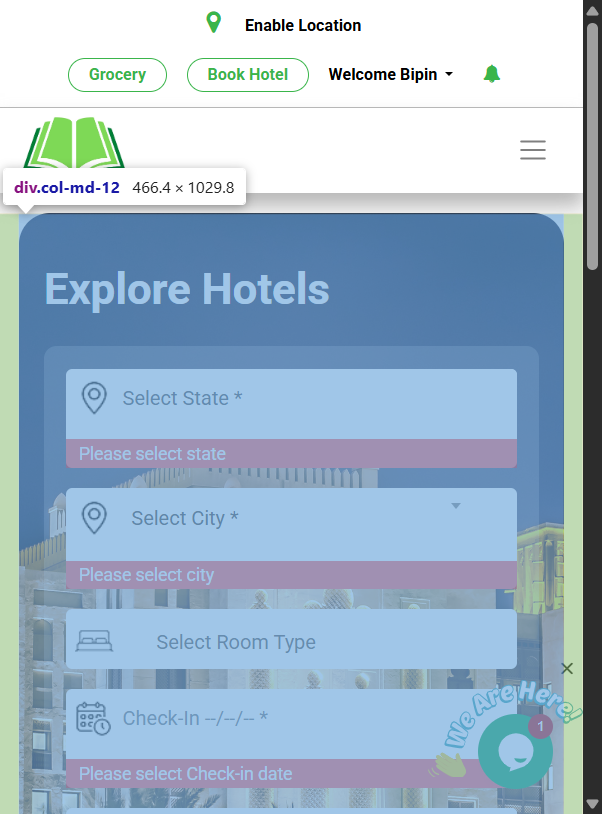 Enable Location
Grocery Book Hotel Welcome Bipin
div.col-md-12 466.4 × 1029.8
Explore Hotels
Select State *
Please select state
Select City *
Please select city
Select Room Type
Check-In --/--/-- *
Please select Check-in date
We Are Here!
1